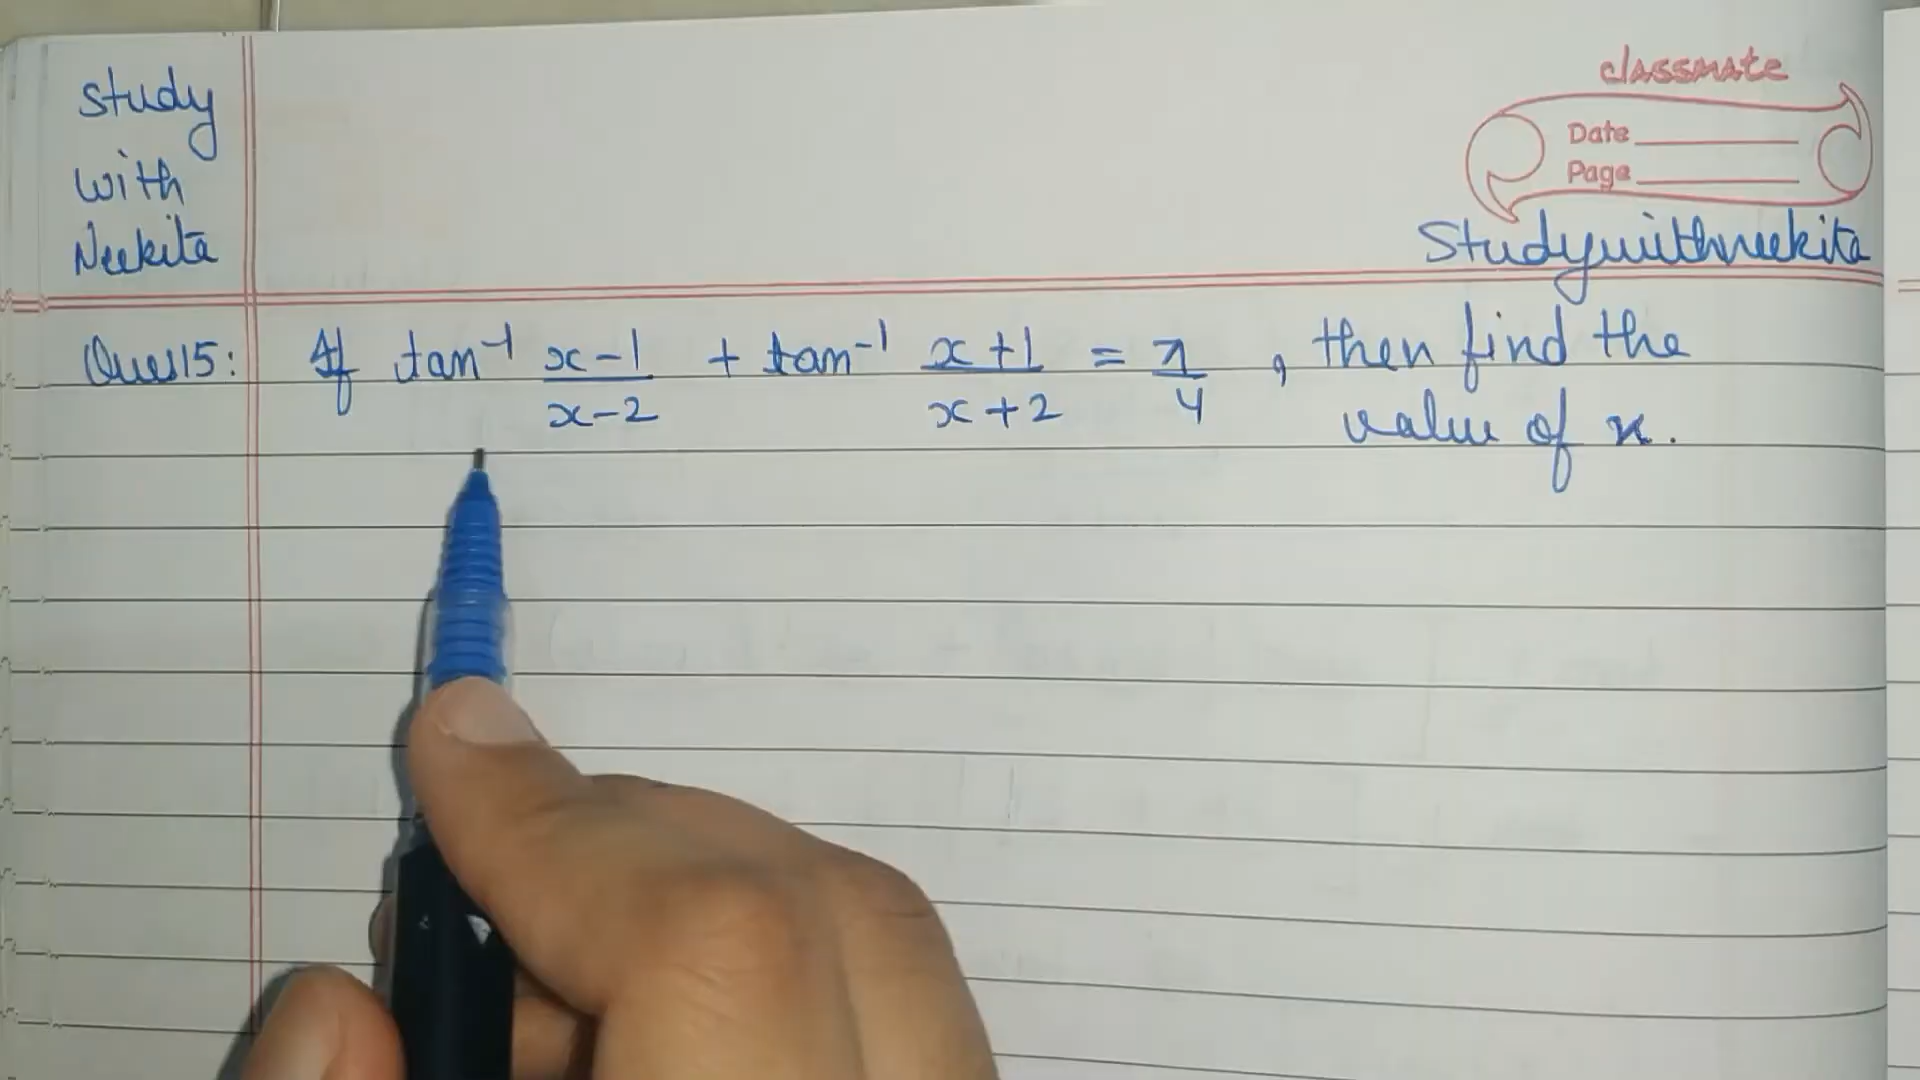 study
with
Neekita
classmate
Date
Page
Studywithneekita
Ques15: If tan⁻¹ x-1/x-2 + tan⁻¹ x+1/x+2 = π/4 , then find the
value of x.